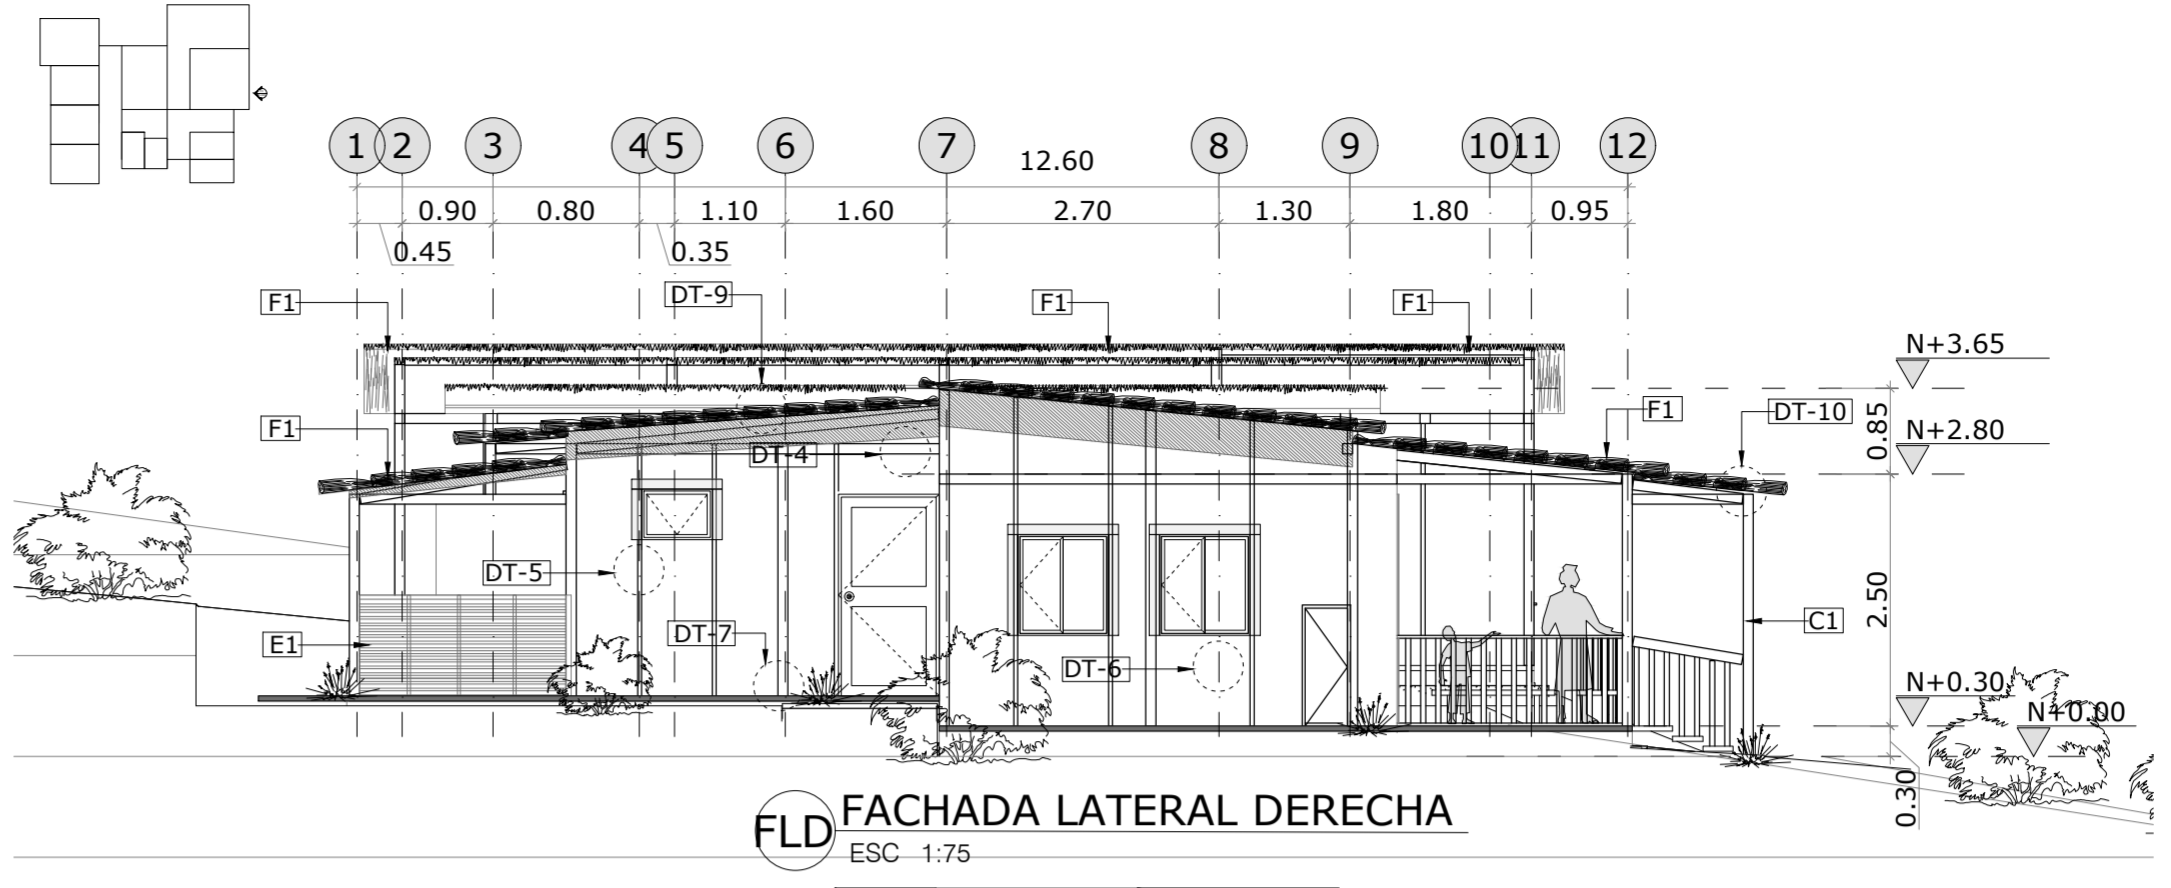 1 2 3 4 5 6 7 8 9 10 11 12
12.60
0.90 0.80 1.10 1.60 2.70 1.30 1.80 0.95
0.45 0.35
F1 DT-9 F1 F1
N+3.65
F1 DT-10
F1 N+2.80 0.85
DT-4
DT-5
2.50
E1 DT-7 C1
DT-6
N+0.30
N+0.00
0.30
FLD FACHADA LATERAL DERECHA
ESC 1:75